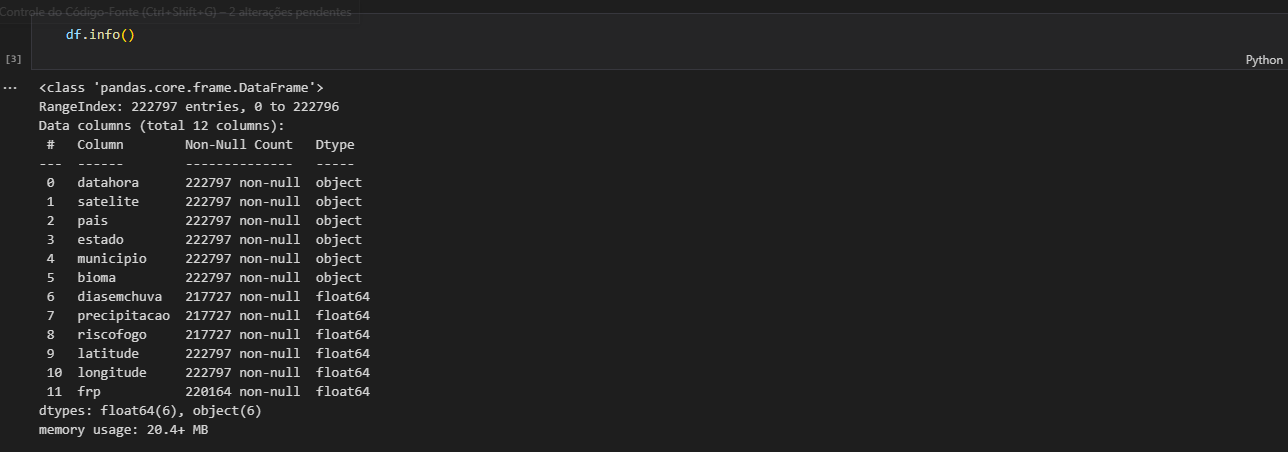 Controle do Código-Fonte (Ctrl+Shift+G) – 2 alterações pendentes
df.info()
[3]
Python
... <class 'pandas.core.frame.DataFrame'>
RangeIndex: 222797 entries, 0 to 222796
Data columns (total 12 columns):
 #   Column        Non-Null Count   Dtype
---  ------        --------------   -----
 0   datahora      222797 non-null  object
 1   satelite      222797 non-null  object
 2   pais          222797 non-null  object
 3   estado        222797 non-null  object
 4   municipio     222797 non-null  object
 5   bioma         222797 non-null  object
 6   diasemchuva   217727 non-null  float64
 7   precipitacao  217727 non-null  float64
 8   riscofogo     217727 non-null  float64
 9   latitude      222797 non-null  float64
 10  longitude     222797 non-null  float64
 11  frp           220164 non-null  float64
dtypes: float64(6), object(6)
memory usage: 20.4+ MB